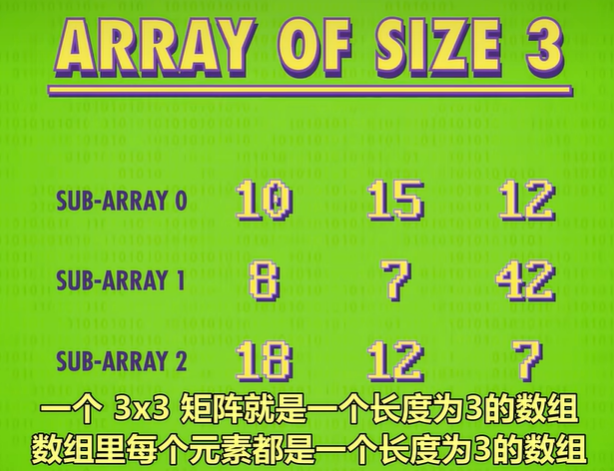 ARRAY OF SIZE 3
SUB-ARRAY 0 10 15 12
SUB-ARRAY 1 8 7 42
SUB-ARRAY 2 18 12 7
一个 3x3 矩阵就是一个长度为3的数组
数组里每个元素都是一个长度为3的数组